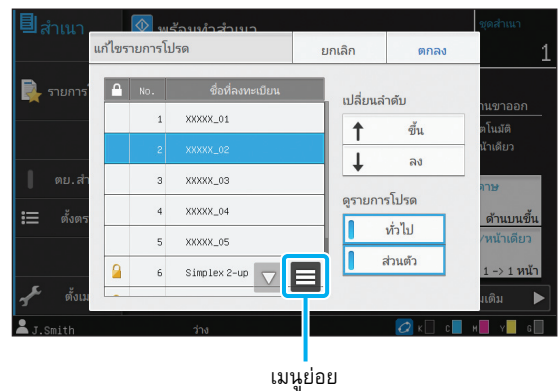 สำเนา
พร้อมทำสำเนา
ชุดสำเนา
1
แก้ไขรายการโปรด
ยกเลิก
ตกลง
รายการ
No.
ชื่อที่ลงทะเบียน
1 XXXXX_01
2 XXXXX_02
3 XXXXX_03
4 XXXXX_04
5 XXXXX_05
6 Simplex 2-up
เปลี่ยนลำดับ
ขึ้น
ลง
ดูรายการโปรด
ทั่วไป
ส่วนตัว
านขาออก
ตโนมัติ
น้าเดียว
ตย.สำ
าษ
ด้านบนขึ้น
ตั้งตร
/หน้าเดียว
1 -> 1 หน้า
ตั้งเม
มเติม
J.Smith
ว่าง
K C M Y G
เมนูย่อย